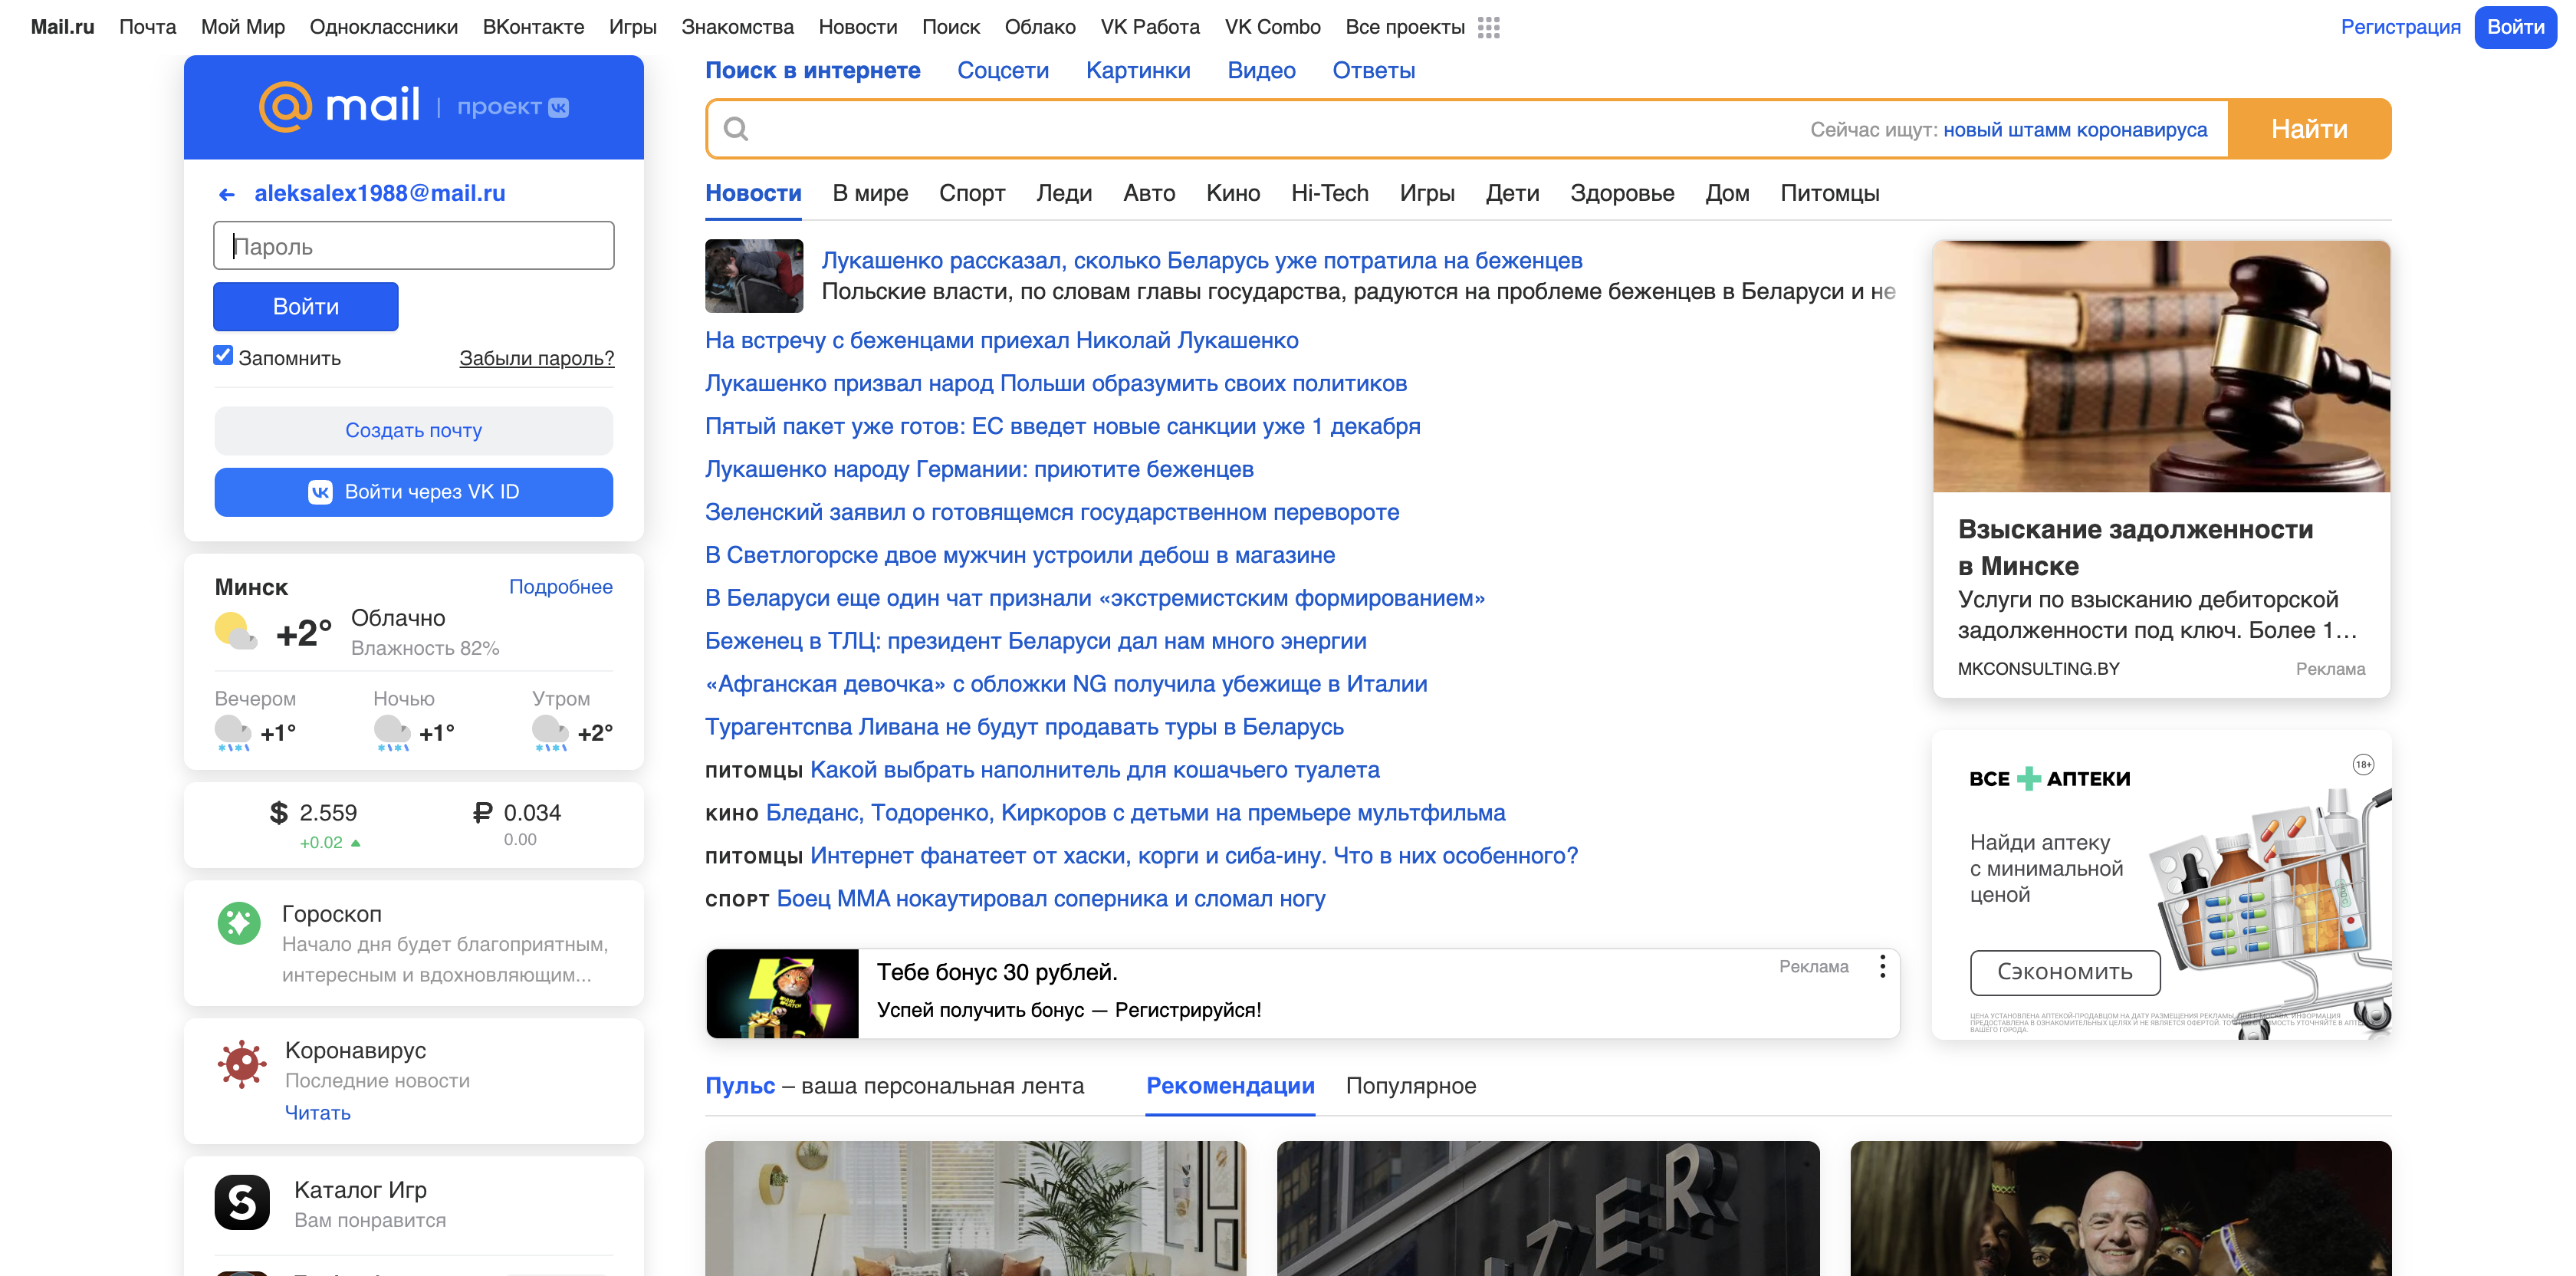 Mail.ru Почта Мой Мир Одноклассники ВКонтакте Игры Знакомства Новости Поиск Облако VK Работа VK Combo Все проекты Регистрация Войти
mail | проект
aleksalex1988@mail.ru
Пароль
Войти
Запомнить Забыли пароль?
Создать почту
Войти через VK ID
Минск Подробнее
+2° Облачно
Влажность 82%
Вечером Ночью Утром
+1° +1° +2°
$ 2.559 ₽ 0.034
+0.02 0.00
Гороскоп
Начало дня будет благоприятным,
интересным и вдохновляющим...
Коронавирус
Последние новости
Читать
Каталог Игр
Вам понравится
Поиск в интернете Соцсети Картинки Видео Ответы
Сейчас ищут: новый штамм коронавируса Найти
Новости В мире Спорт Леди Авто Кино Hi-Tech Игры Дети Здоровье Дом Питомцы
Лукашенко рассказал, сколько Беларусь уже потратила на беженцев
Польские власти, по словам главы государства, радуются на проблеме беженцев в Беларуси и не
На встречу с беженцами приехал Николай Лукашенко
Лукашенко призвал народ Польши образумить своих политиков
Пятый пакет уже готов: ЕС введет новые санкции уже 1 декабря
Лукашенко народу Германии: приютите беженцев
Зеленский заявил о готовящемся государственном перевороте
В Светлогорске двое мужчин устроили дебош в магазине
В Беларуси еще один чат признали «экстремистским формированием»
Беженец в ТЛЦ: президент Беларуси дал нам много энергии
«Афганская девочка» с обложки NG получила убежище в Италии
Турагентспва Ливана не будут продавать туры в Беларусь
ПИТОМЦЫ Какой выбрать наполнитель для кошачьего туалета
КИНО Бледанс, Тодоренко, Киркоров с детьми на премьере мультфильма
ПИТОМЦЫ Интернет фанатеет от хаски, корги и сиба-ину. Что в них особенного?
СПОРТ Боец ММА нокаутировал соперника и сломал ногу
Тебе бонус 30 рублей. Реклама
Успей получить бонус — Регистрируйся!
Взыскание задолженности
в Минске
Услуги по взысканию дебиторской
задолженности под ключ. Более 1...
MKCONSULTING.BY Реклама
ВСЕ АПТЕКИ 18+
Найди аптеку
с минимальной
ценой
Сэкономить
Пульс – ваша персональная лента Рекомендации Популярное